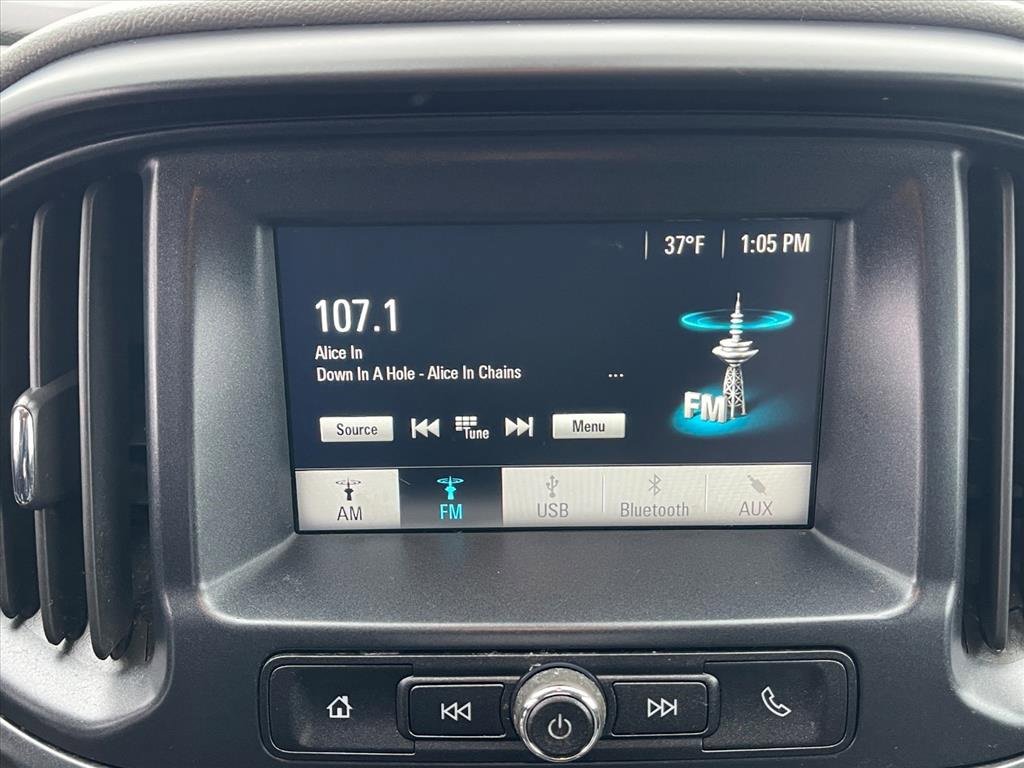 37°F 1:05 PM
107.1
Alice In
Down In A Hole - Alice In Chains ...
FM
Source Tune Menu
AM FM USB Bluetooth AUX